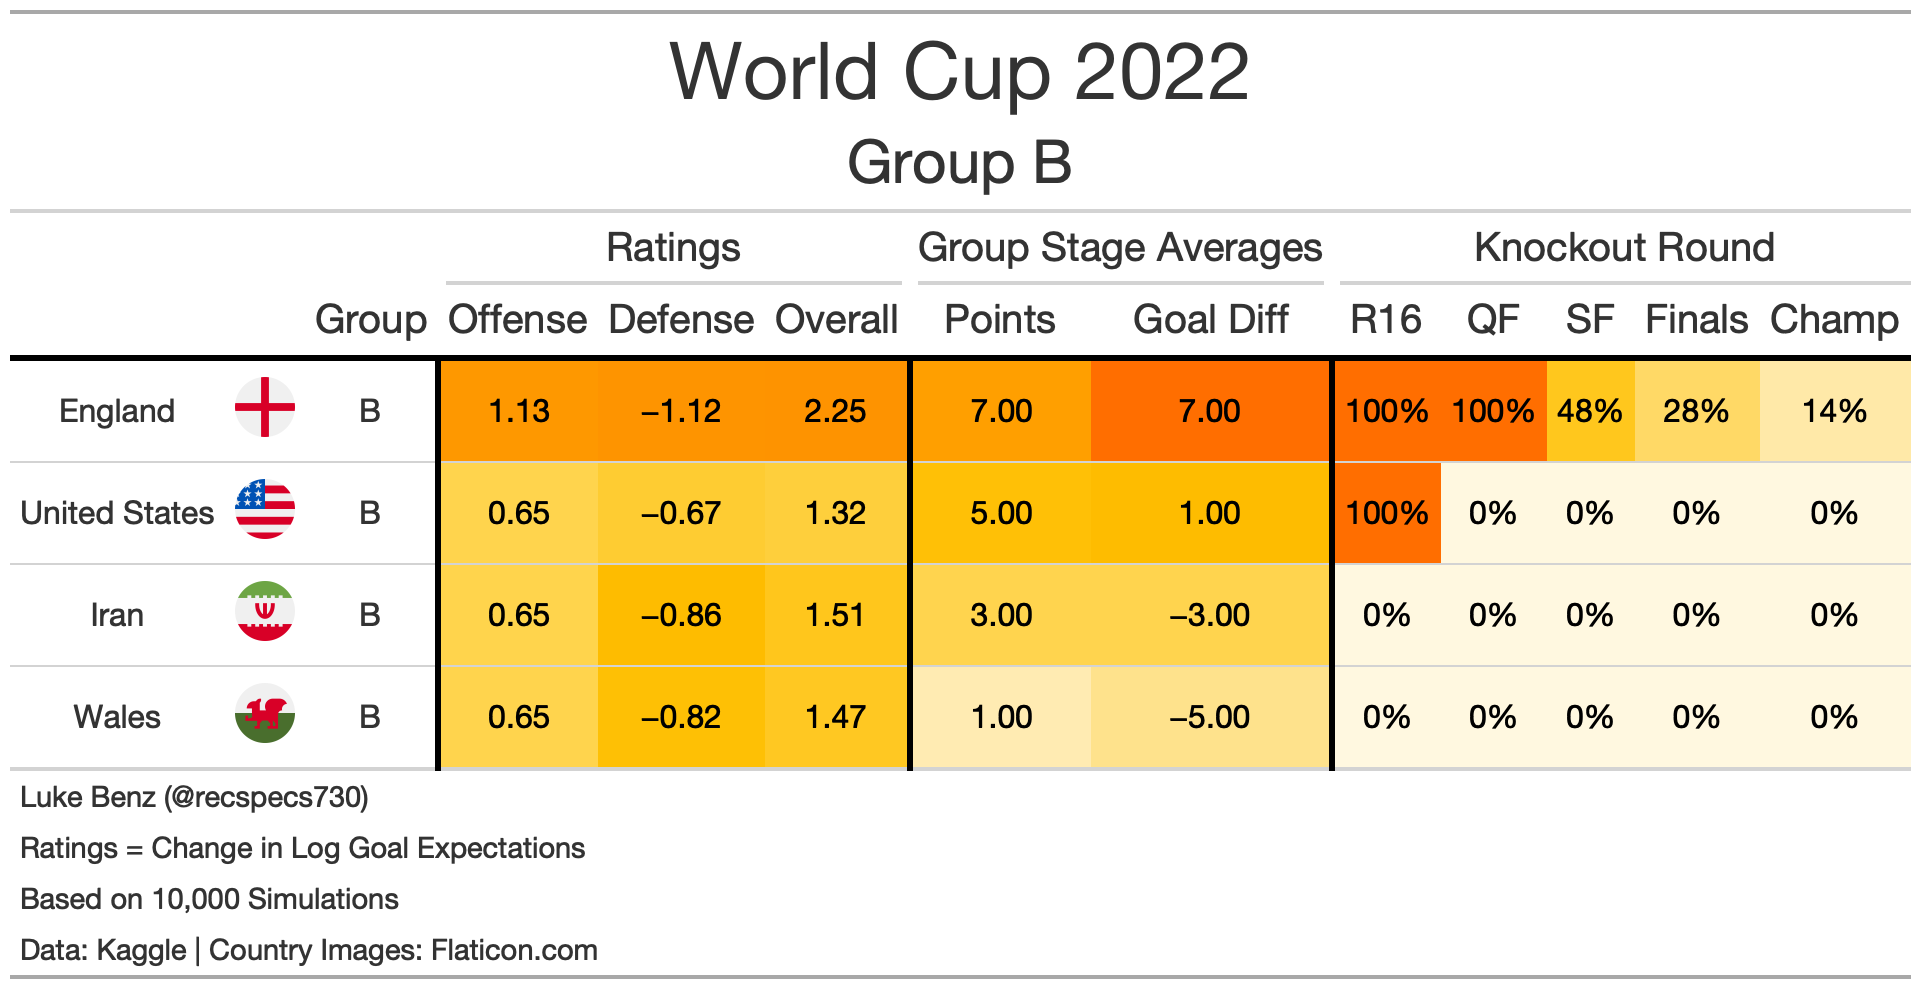 World Cup 2022
Group B
Ratings Group Stage Averages Knockout Round
Group Offense Defense Overall Points Goal Diff R16 QF SF Finals Champ
England B 1.13 −1.12 2.25 7.00 7.00 100% 100% 48% 28% 14%
United States B 0.65 −0.67 1.32 5.00 1.00 100% 0% 0% 0% 0%
Iran B 0.65 −0.86 1.51 3.00 −3.00 0% 0% 0% 0% 0%
Wales B 0.65 −0.82 1.47 1.00 −5.00 0% 0% 0% 0% 0%
Luke Benz (@recspecs730)
Ratings = Change in Log Goal Expectations
Based on 10,000 Simulations
Data: Kaggle | Country Images: Flaticon.com